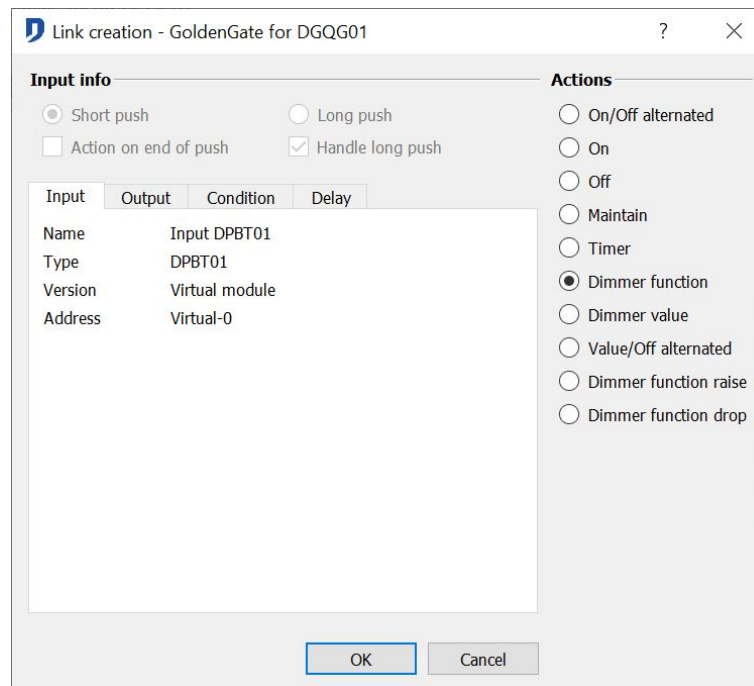 Link creation - GoldenGate for DGQG01
?
Input info
Short push
Long push
Action on end of push
Handle long push
Input
Output
Condition
Delay
Name Input DPBT01
Type DPBT01
Version Virtual module
Address Virtual-0
Actions
On/Off alternated
On
Off
Maintain
Timer
Dimmer function
Dimmer value
Value/Off alternated
Dimmer function raise
Dimmer function drop
OK
Cancel